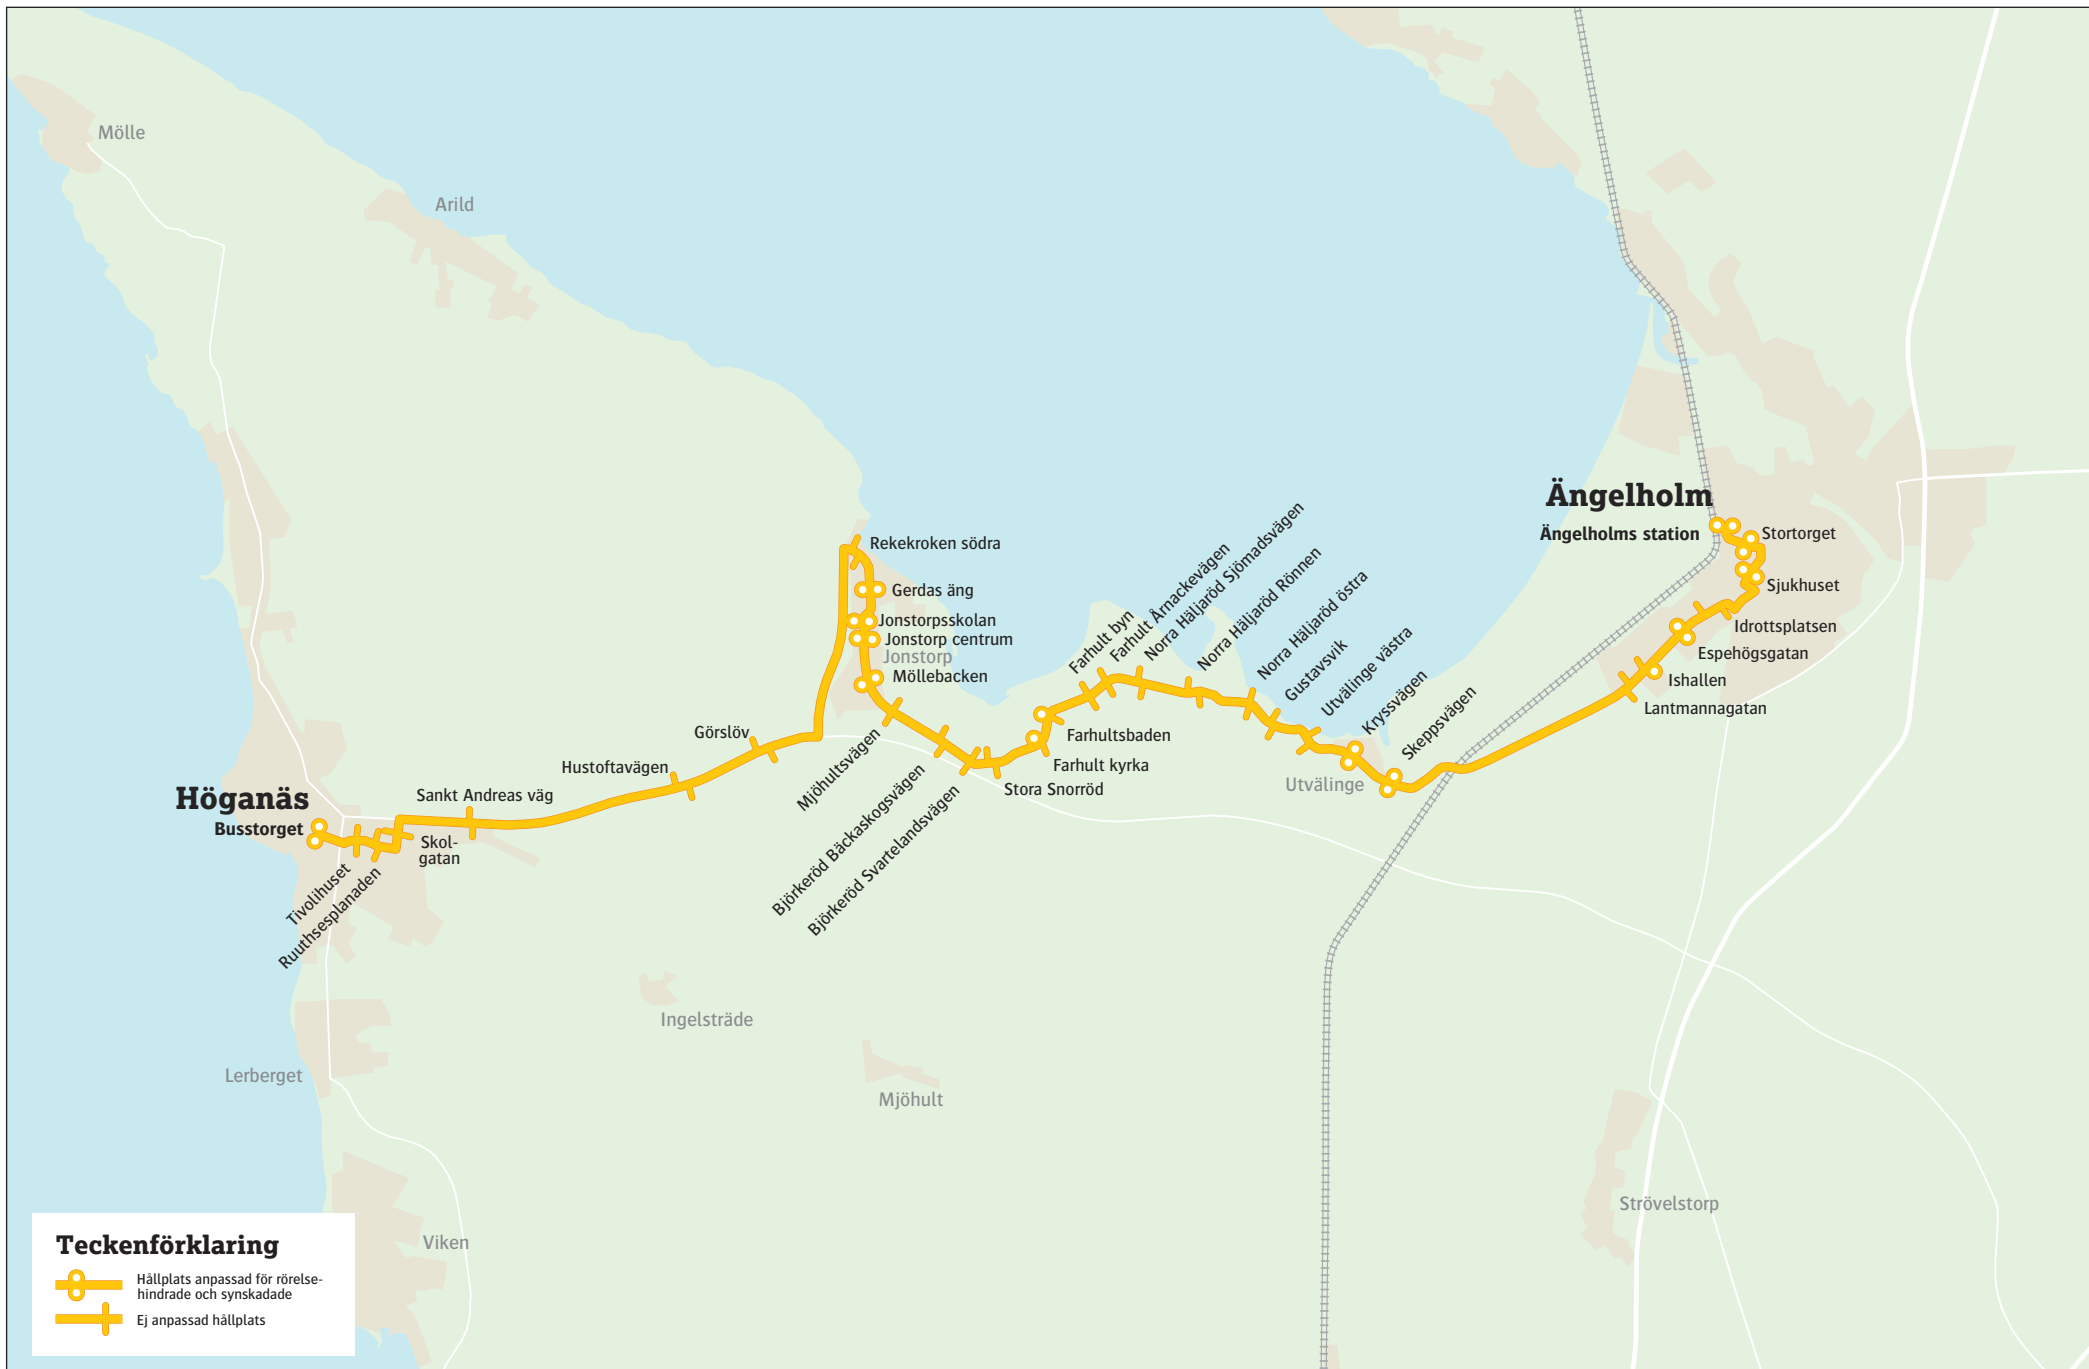 Mölle
Arild
Ängelholm
Ängelholms station
Stortorget
Sjukhuset
Idrottsplatsen
Espehögsgatan
Ishallen
Lantmannagatan
Rekekroken södra
Gerdas äng
Jonstorpsskolan
Jonstorp centrum
Jonstorp
Möllebacken
Farhult byn
Farhult Årnackevägen
Norra Häljaröd Sjömadsvägen
Norra Häljaröd Rönnen
Norra Häljaröd östra
Gustavsvik
Utvälinge västra
Kryssvägen
Skeppsvägen
Utvälinge
Farhultsbaden
Farhult kyrka
Stora Snorröd
Mjöhultsvägen
Björkeröd Bäckaskogsvägen
Björkeröd Svartelandsvägen
Görslöv
Hustoftavägen
Sankt Andreas väg
Höganäs
Busstorget
Skol-
gatan
Tivolihuset
Ruuthsesplanaden
Ingelsträde
Lerberget
Mjöhult
Strövelstorp
Viken
Teckenförklaring
Hållplats anpassad för rörelse-
hindrade och synskadade
Ej anpassad hållplats